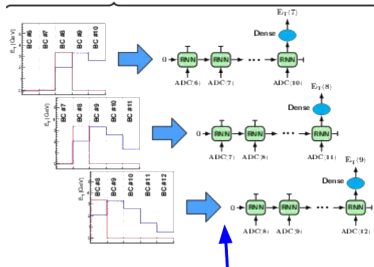 E_T(7)
Dense
E_T [GeV]
BC #6
BC #7
BC #8
BC #9
BC #10
0
RNN
RNN
...
RNN
ADC(6)
ADC(7)
ADC(10)
E_T(8)
Dense
E_T [GeV]
BC #7
BC #8
BC #9
BC #10
BC #11
0
RNN
RNN
...
RNN
ADC(7)
ADC(8)
ADC(11)
E_T(9)
Dense
E_T [GeV]
BC #8
BC #9
BC #10
BC #11
BC #12
0
RNN
RNN
...
RNN
ADC(8)
ADC(9)
ADC(12)